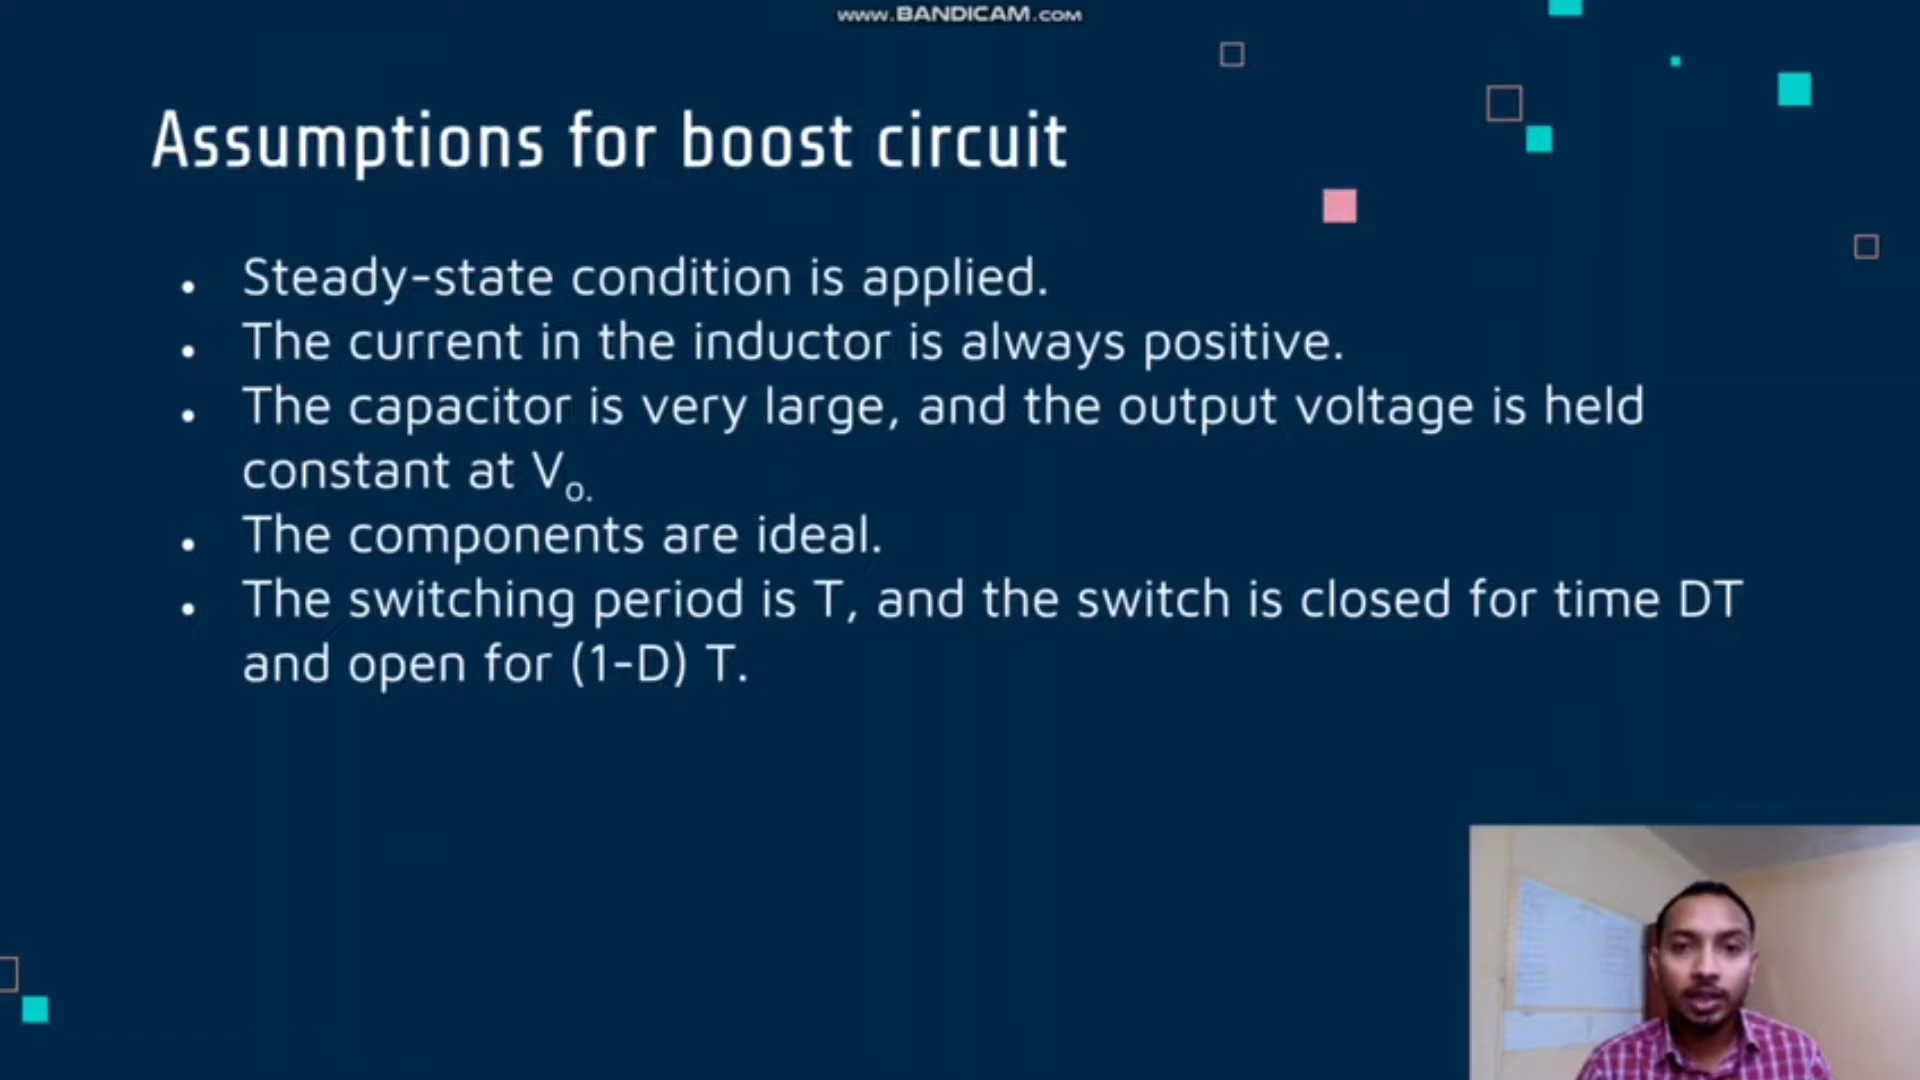 www.BANDICAM.com
Assumptions for boost circuit
• Steady-state condition is applied.
• The current in the inductor is always positive.
• The capacitor is very large, and the output voltage is held
constant at Vo.
• The components are ideal.
• The switching period is T, and the switch is closed for time DT
and open for (1-D) T.